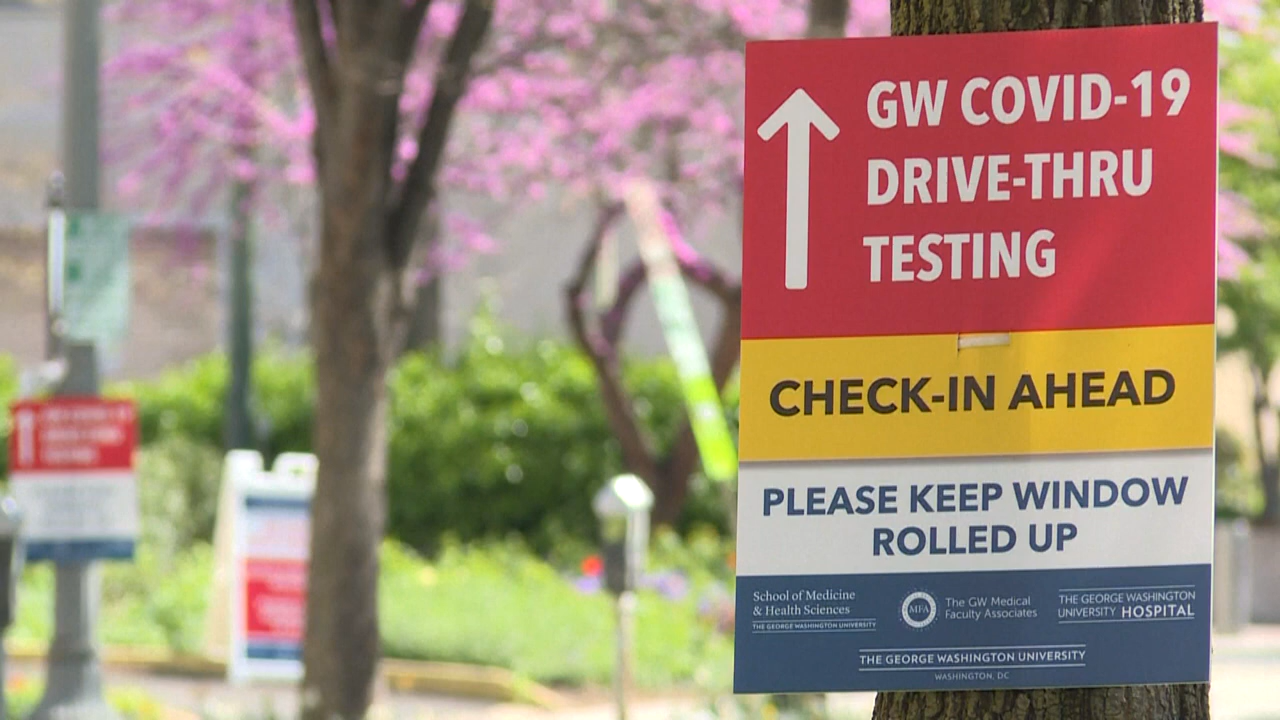 GW COVID-19
DRIVE-THRU
TESTING
CHECK-IN AHEAD
PLEASE KEEP WINDOW
ROLLED UP
School of Medicine
& Health Sciences
THE GEORGE WASHINGTON UNIVERSITY
MFA
The GW Medical
Faculty Associates
THE GEORGE WASHINGTON
UNIVERSITY HOSPITAL
THE GEORGE WASHINGTON UNIVERSITY
WASHINGTON, DC